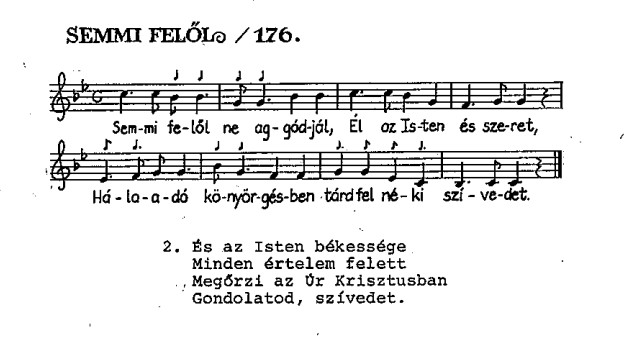 SEMMI FELŐL / 176.
Sem-mi fe-lől ne ag-gód-jál, Él az Is-ten és sze-ret,
Há-la-a-dó kö-nyör-gés-ben tárd fel né-ki szí-ve-det.
2. És az Isten békessége
Minden értelem felett
Megőrzi az Úr Krisztusban
Gondolatod, szívedet.